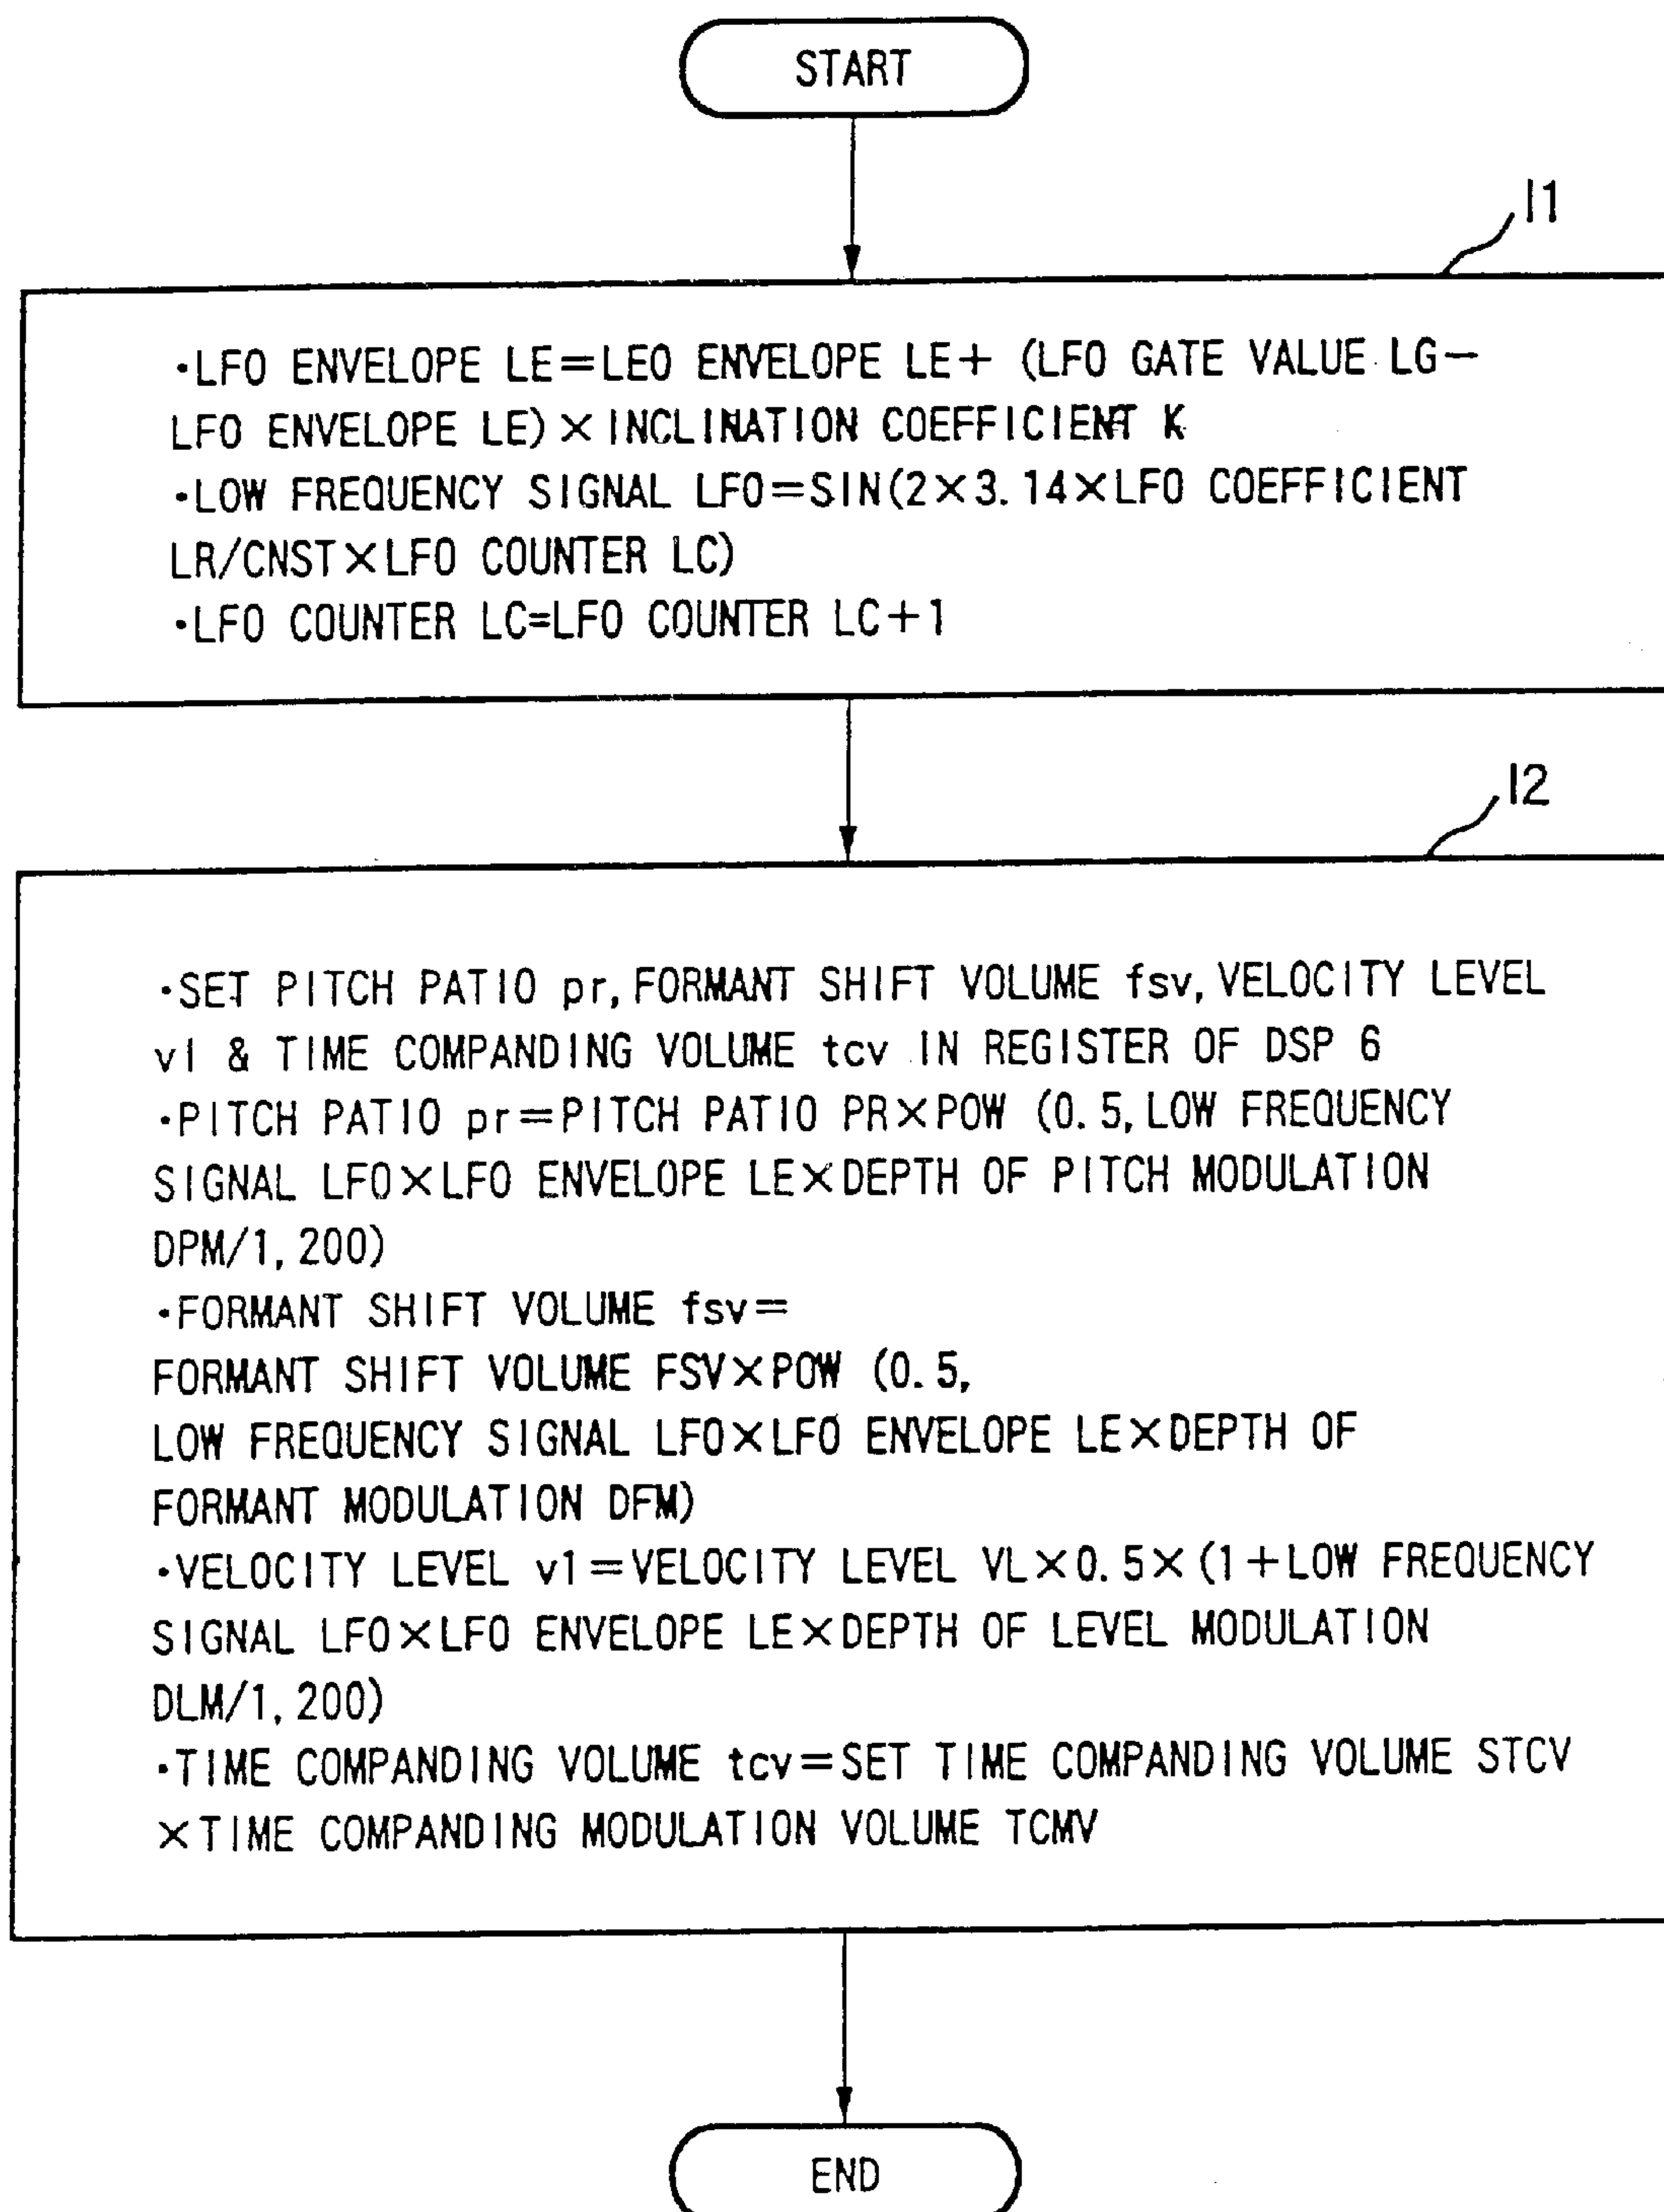 START
I1
·LFO ENVELOPE LE=LEO ENVELOPE LE+ (LFO GATE VALUE LG−
LFO ENVELOPE LE)×INCLINATION COEFFICIENT K
·LOW FREQUENCY SIGNAL LFO=SIN(2×3.14×LFO COEFFICIENT
LR/CNST×LFO COUNTER LC)
·LFO COUNTER LC=LFO COUNTER LC+1
I2
·SET PITCH PATIO pr, FORMANT SHIFT VOLUME fsv, VELOCITY LEVEL
vl & TIME COMPANDING VOLUME tcv IN REGISTER OF DSP 6
·PITCH PATIO pr=PITCH PATIO PR×POW (0.5, LOW FREQUENCY
SIGNAL LFO×LFO ENVELOPE LE×DEPTH OF PITCH MODULATION
DPM/1,200)
·FORMANT SHIFT VOLUME fsv=
FORMANT SHIFT VOLUME FSV×POW (0.5,
LOW FREQUENCY SIGNAL LFO×LFO ENVELOPE LE×DEPTH OF
FORMANT MODULATION DFM)
·VELOCITY LEVEL v1=VELOCITY LEVEL VL×0.5×(1+LOW FREQUENCY
SIGNAL LFO×LFO ENVELOPE LE×DEPTH OF LEVEL MODULATION
DLM/1,200)
·TIME COMPANDING VOLUME tcv=SET TIME COMPANDING VOLUME STCV
×TIME COMPANDING MODULATION VOLUME TCMV
END